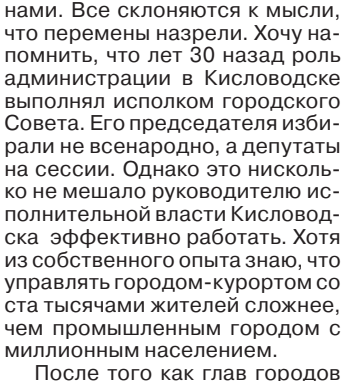 нами. Все склоняются к мысли,
что перемены назрели. Хочу на-
помнить, что лет 30 назад роль
администрации в Кисловодске
выполнял исполком городского
Совета. Его председателя изби-
рали не всенародно, а депутаты
на сессии. Однако это нисколь-
ко не мешало руководителю ис-
полнительной власти Кисловод-
ска эффективно работать. Хотя
из собственного опыта знаю, что
управлять городом-курортом со
ста тысячами жителей сложнее,
чем промышленным городом с
миллионным населением.
После того как глав городов